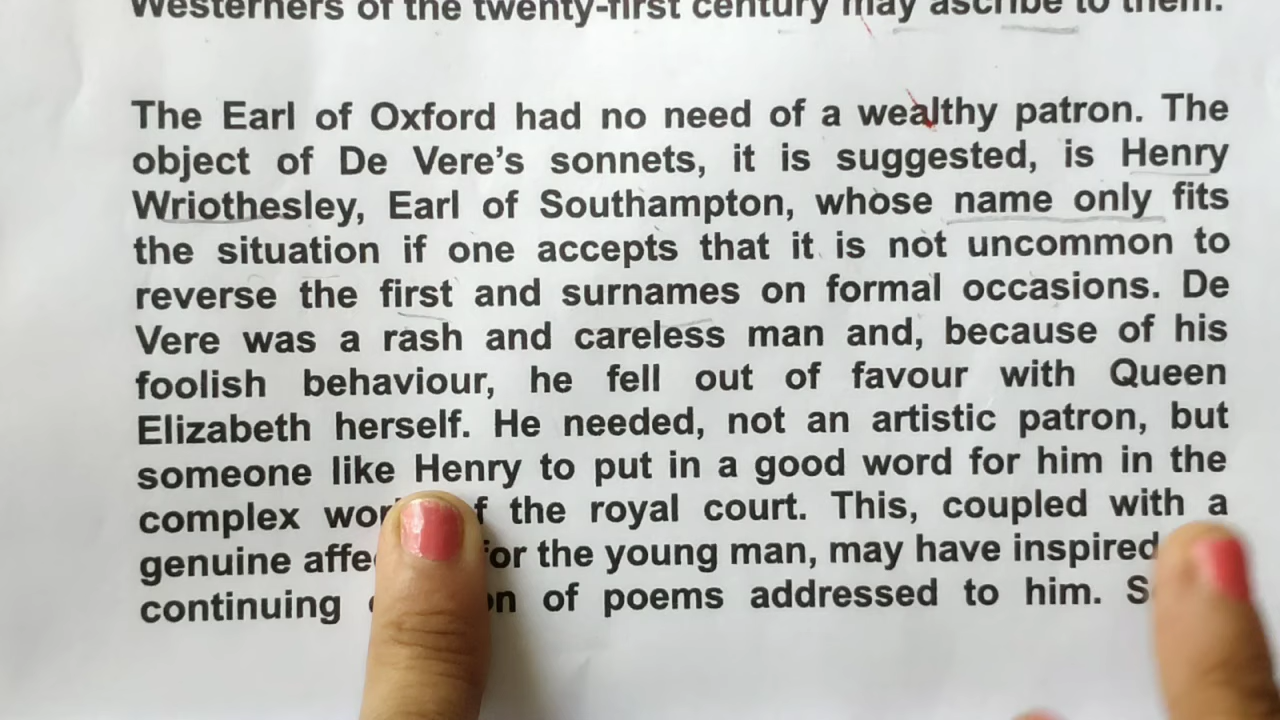 Westerners of the twenty-first century may ascribe to them.
The Earl of Oxford had no need of a wealthy patron. The
object of De Vere's sonnets, it is suggested, is Henry
Wriothesley, Earl of Southampton, whose name only fits
the situation if one accepts that it is not uncommon to
reverse the first and surnames on formal occasions. De
Vere was a rash and careless man and, because of his
foolish behaviour, he fell out of favour with Queen
Elizabeth herself. He needed, not an artistic patron, but
someone like Henry to put in a good word for him in the
complex the royal court. This, coupled with a
genuine for the young man, may have inspired
continuing of poems addressed to him.